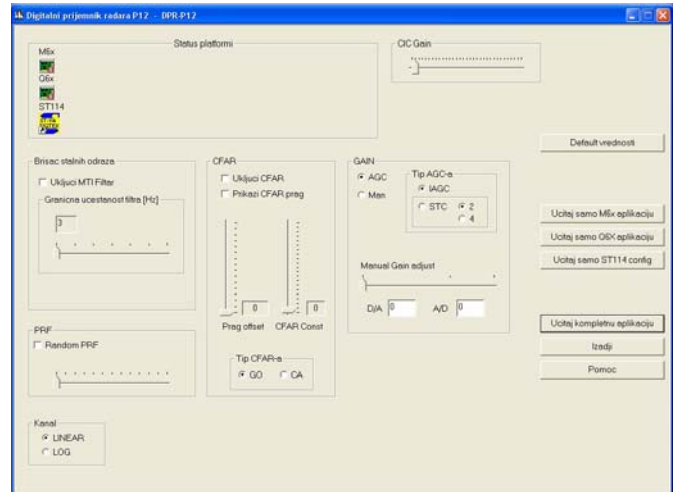 Digitalni prijemnik radara P12 - DPR-P12
Status platformi
M6x
Q6x
ST114
CIC Gain
Default vrednosti
Brisac stalnih odraza
Ukljuci MTI Filter
Granicna ucestanost filtra [Hz]
3
CFAR
Ukljuci CFAR
Prikazi CFAR prag
0
0
Prag offset
CFAR Const
Tip CFAR-a
GO
CA
GAIN
AGC
Man
Tip AGC-a
IAGC
STC
2
4
Manual Gain adjust
D/A
0
A/D
0
Ucitaj samo M6x aplikaciju
Ucitaj samo Q6X aplikaciju
Ucitaj samo ST114 config
Ucitaj kompletnu aplikaciju
Izadji
Pomoc
PRF
Random PRF
Kanal
LINEAR
LOG